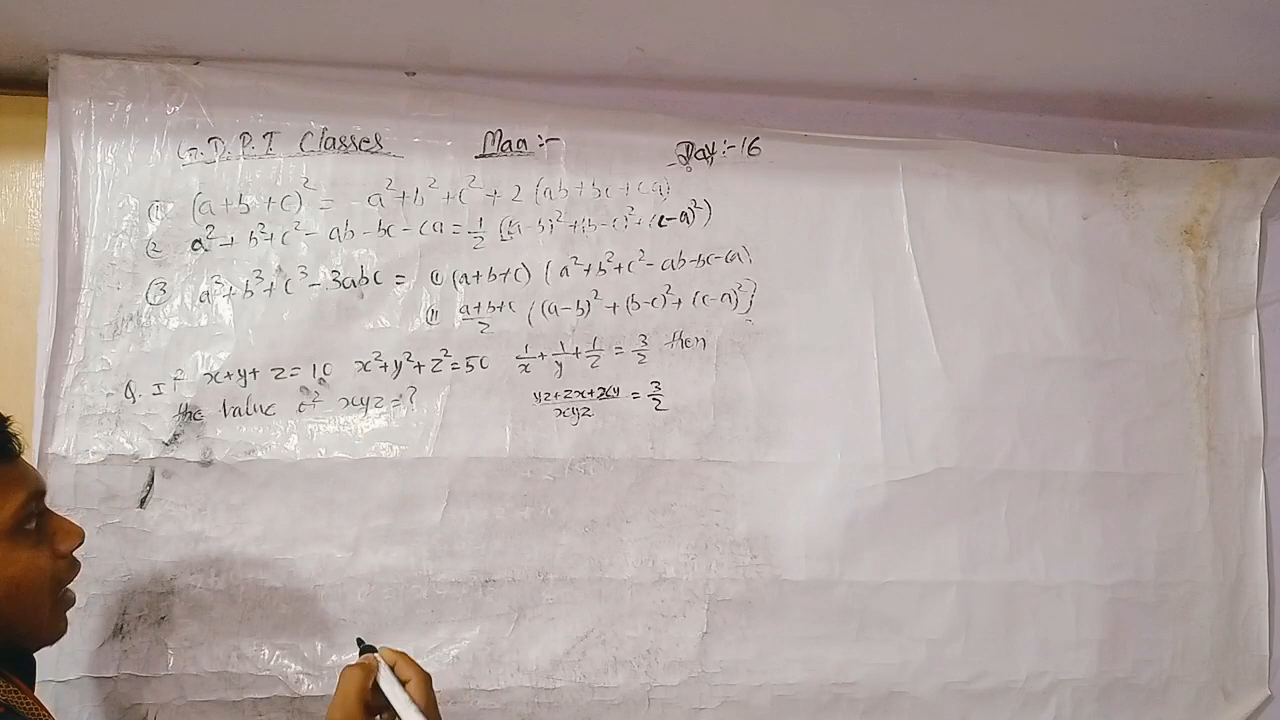 G.D.P.I Classes Maa :- Day :- 16
① (a+b+c)² = a²+b²+c²+2(ab+bc+ca)
② a²+b²+c²-ab-bc-ca = 1/2 ((a-b)²+(b-c)²+(c-a)²)
③ a³+b³+c³-3abc = (i) (a+b+c) (a²+b²+c²-ab-bc-ca)
(ii) a+b+c/2 ((a-b)²+(b-c)²+(c-a)²)
Q. If x+y+z=10 x²+y²+z²=50 1/x+1/y+1/z=3/2 then
the value of xyz=?
yz+zx+xy/xyz = 3/2